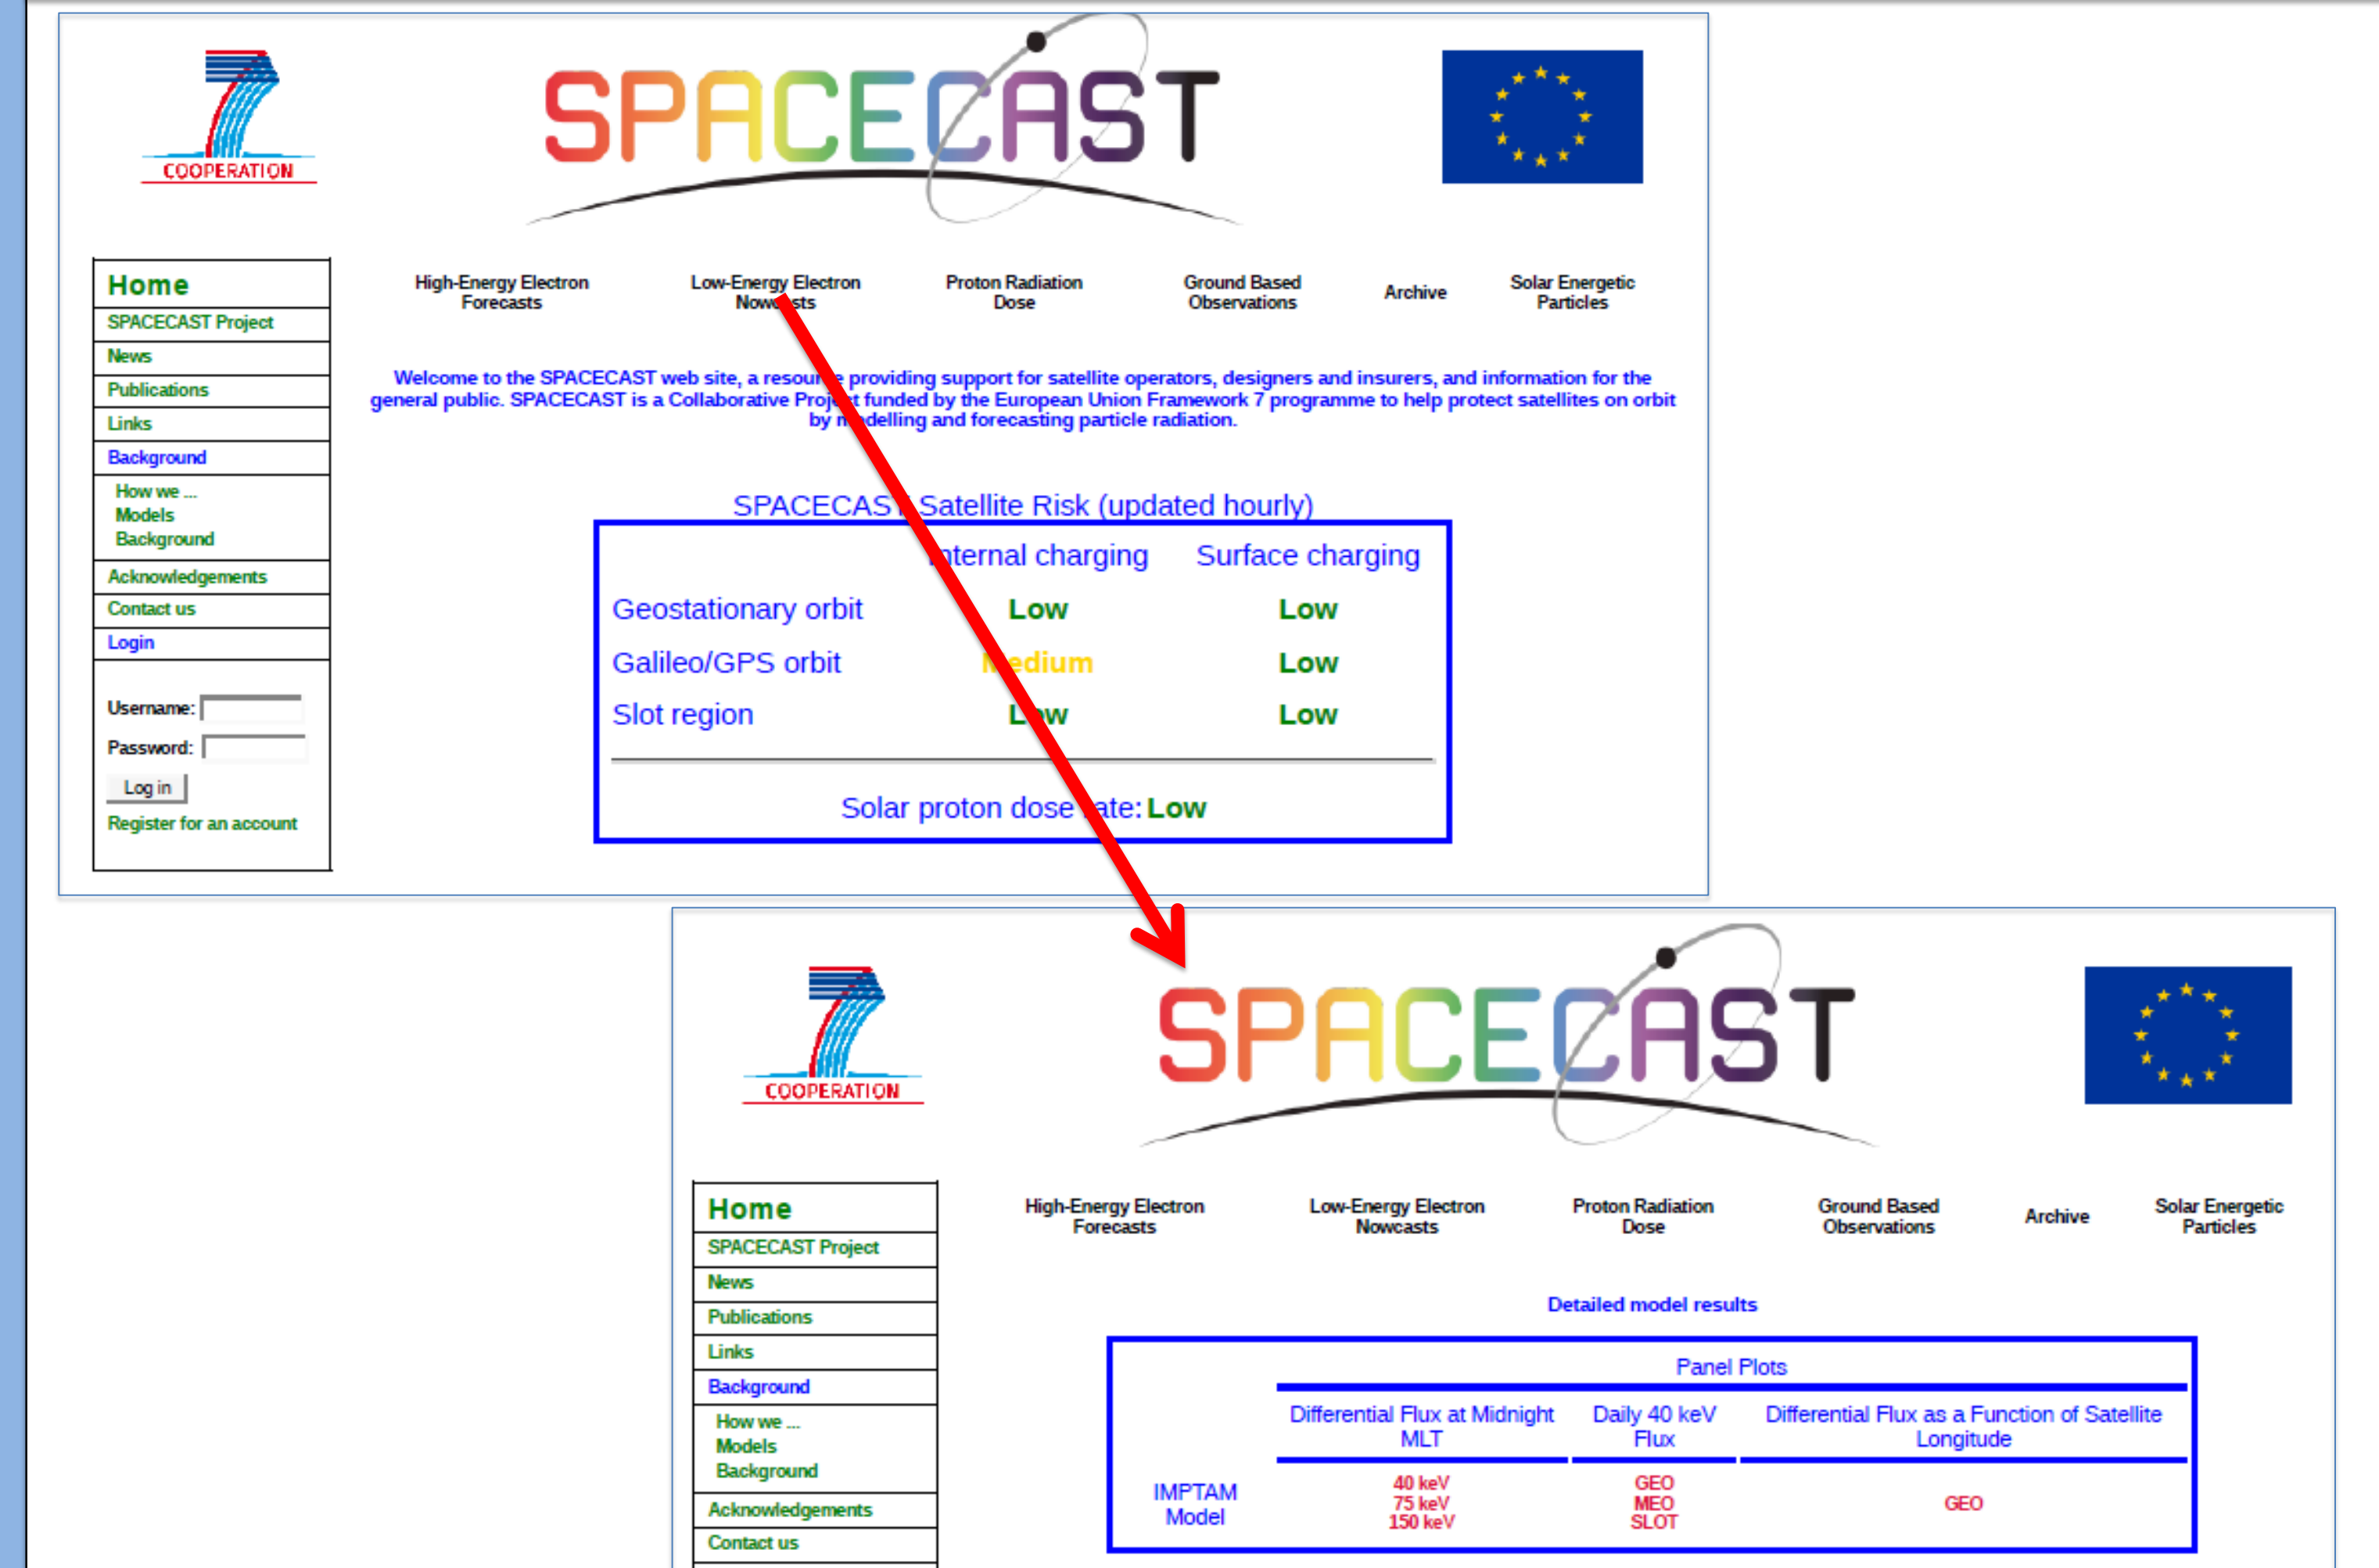 COOPERATION
SPACECAST
Home
SPACECAST Project
News
Publications
Links
Background
How we ...
Models
Background
Acknowledgements
Contact us
Login
Username:
Password:
Log in
Register for an account
High-Energy Electron
Forecasts
Low-Energy Electron
Nowcasts
Proton Radiation
Dose
Ground Based
Observations
Archive
Solar Energetic
Particles
Welcome to the SPACECAST web site, a resource providing support for satellite operators, designers and insurers, and information for the
general public. SPACECAST is a Collaborative Project funded by the European Union Framework 7 programme to help protect satellites on orbit
by modelling and forecasting particle radiation.
SPACECAST Satellite Risk (updated hourly)
Internal charging Surface charging
Geostationary orbit Low Low
Galileo/GPS orbit Medium Low
Slot region Low Low
Solar proton dose rate: Low
COOPERATION
SPACECAST
Home
SPACECAST Project
News
Publications
Links
Background
How we ...
Models
Background
Acknowledgements
Contact us
High-Energy Electron
Forecasts
Low-Energy Electron
Nowcasts
Proton Radiation
Dose
Ground Based
Observations
Archive
Solar Energetic
Particles
Detailed model results
Panel Plots
Differential Flux at Midnight
MLT
Daily 40 keV
Flux
Differential Flux as a Function of Satellite
Longitude
IMPTAM
Model
40 keV
75 keV
150 keV
GEO
MEO
SLOT
GEO